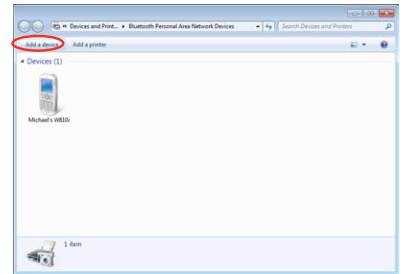 « Devices and Print... ▸ Bluetooth Personal Area Network Devices
Search Devices and Printers
Add a device
Add a printer
Devices (1)
Michael's W810i
1 item